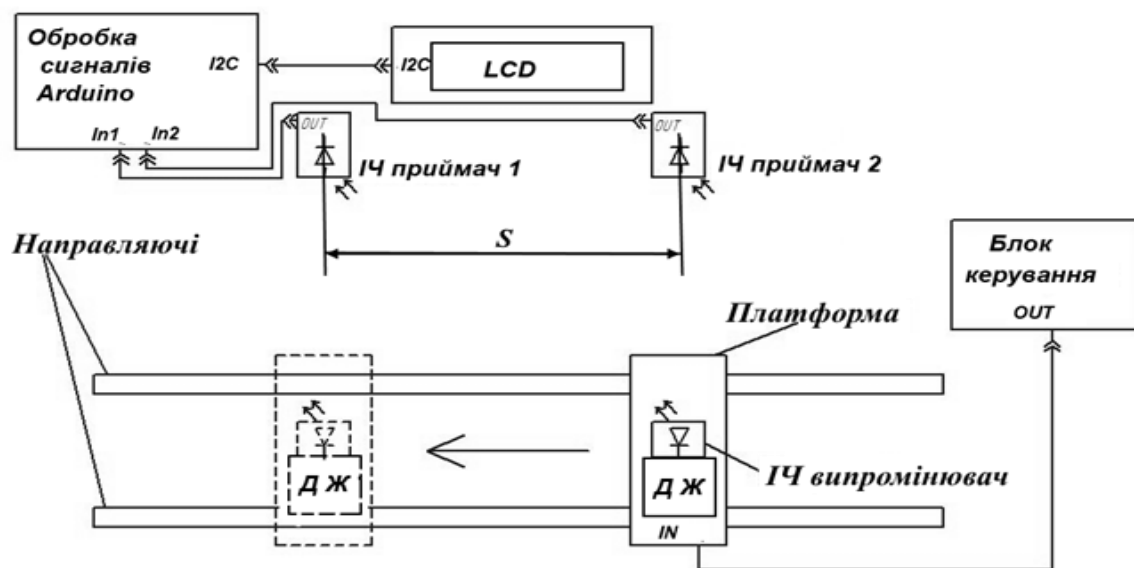 Обробка
сигналів
Arduino
I2C
In1
In2
I2C
LCD
OUT
ІЧ приймач 1
OUT
ІЧ приймач 2
S
Направляючі
Блок
керування
OUT
Платформа
Д Ж
Д Ж
IN
ІЧ випромінювач